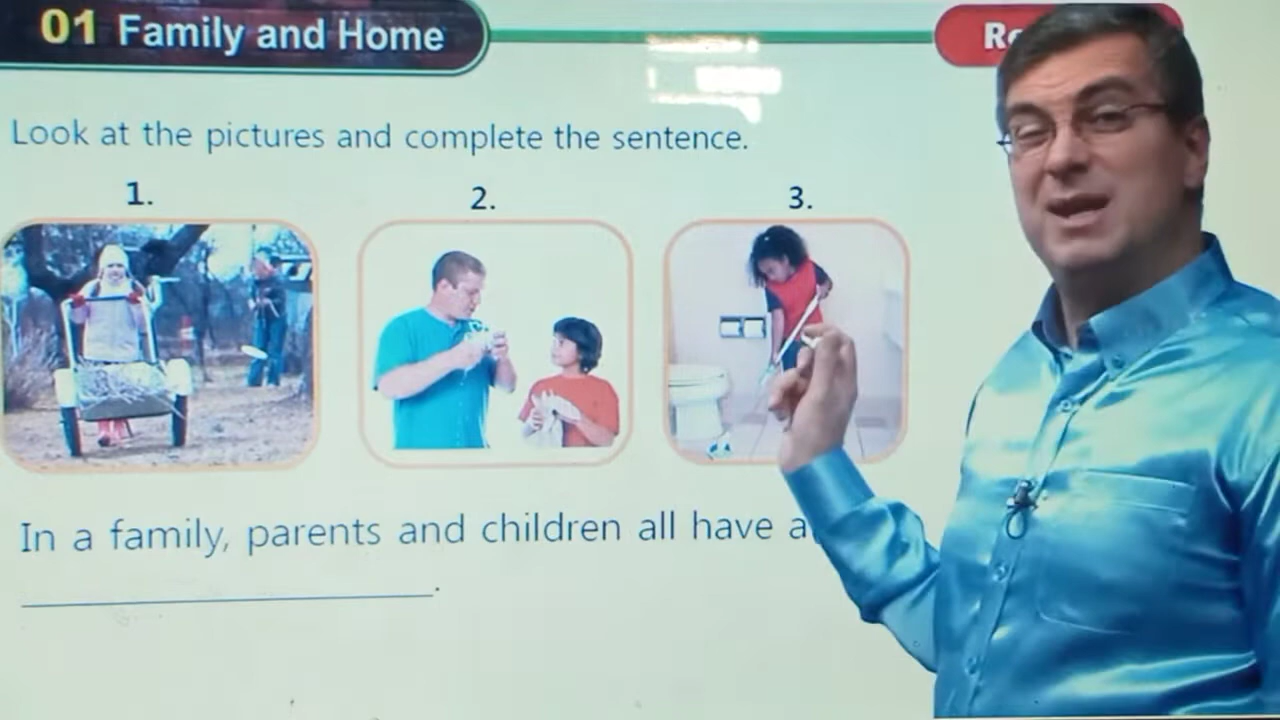 01 Family and Home
Look at the pictures and complete the sentence.
1.
2.
3.
In a family, parents and children all have a
.